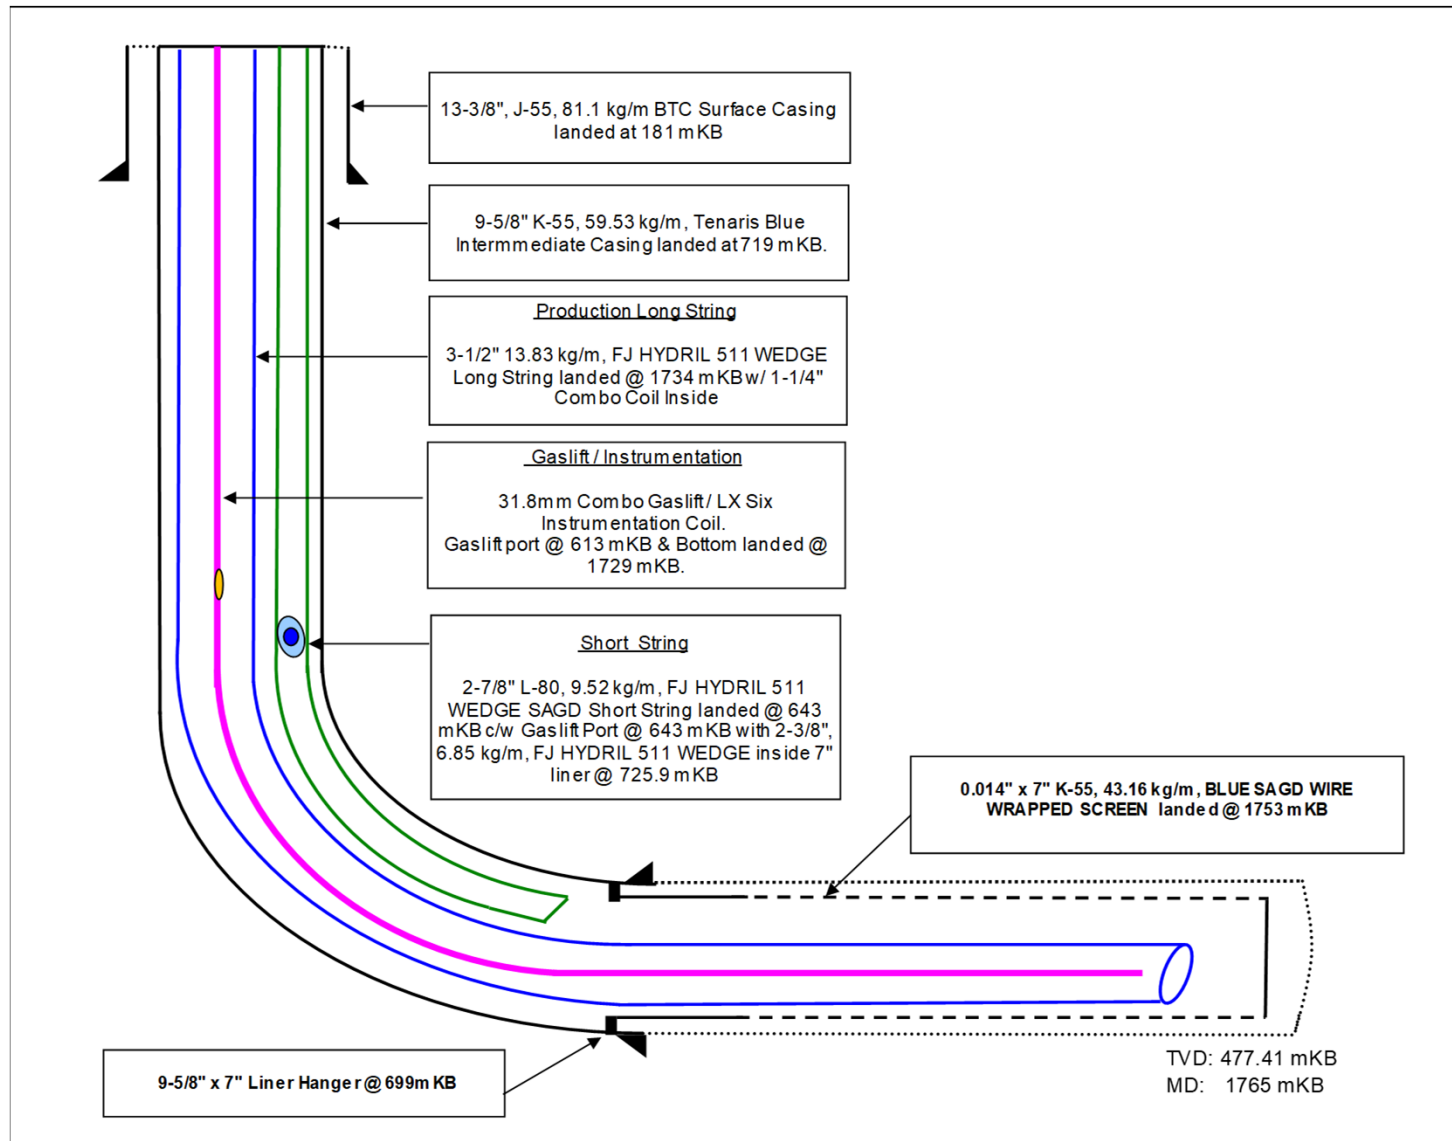 13-3/8", J-55, 81.1 kg/m BTC Surface Casing
landed at 181 mKB
9-5/8" K-55, 59.53 kg/m, Tenaris Blue
Intermmediate Casing landed at 719 mKB.
Production Long String
3-1/2" 13.83 kg/m, FJ HYDRIL 511 WEDGE
Long String landed @ 1734 mKB w/ 1-1/4"
Combo Coil Inside
Gaslift / Instrumentation
31.8mm Combo Gaslift / LX Six
Instrumentation Coil.
Gaslift port @ 613 mKB & Bottom landed @
1729 mKB.
Short String
2-7/8" L-80, 9.52 kg/m, FJ HYDRIL 511
WEDGE SAGD Short String landed @ 643
mKB c/w Gaslift Port @ 643 mKB with 2-3/8",
6.85 kg/m, FJ HYDRIL 511 WEDGE inside 7"
liner @ 725.9 mKB
0.014" x 7" K-55, 43.16 kg/m, BLUE SAGD WIRE
WRAPPED SCREEN landed @ 1753 mKB
9-5/8" x 7" Liner Hanger @ 699mKB
TVD: 477.41 mKB
MD: 1765 mKB